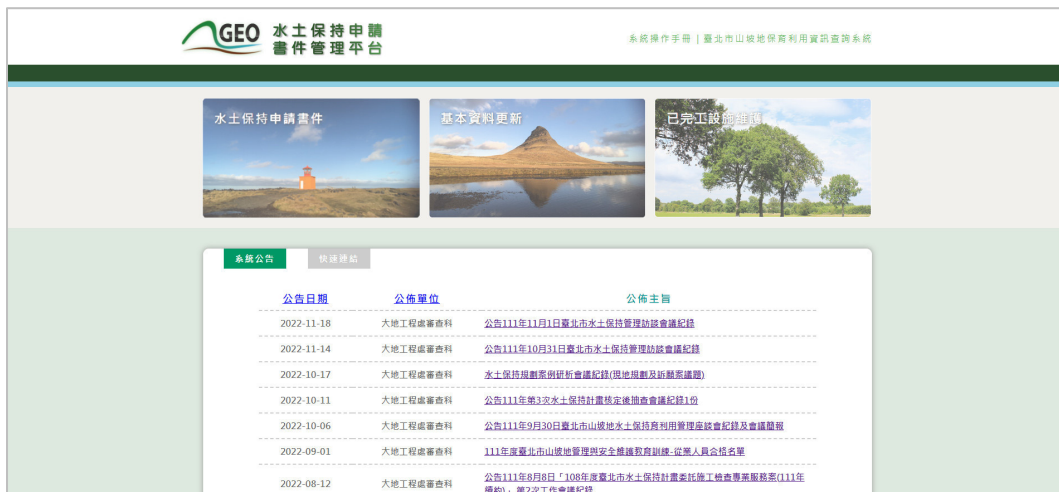 GEO 水土保持申請
書件管理平台
系統操作手冊 | 臺北市山坡地保育利用資訊查詢系統
水土保持申請書件
基本資料更新
已完工設施維護
系統公告 快速連結
公告日期 公佈單位 公佈主旨
2022-11-18 大地工程處審查科 公告111年11月1日臺北市水土保持管理訪談會議紀錄
2022-11-14 大地工程處審查科 公告111年10月31日臺北市水土保持管理訪談會議紀錄
2022-10-17 大地工程處審查科 水土保持規劃案例研析會議紀錄(現地規劃及訴願案議題)
2022-10-11 大地工程處審查科 公告111年第3次水土保持計畫核定後抽查會議紀錄1份
2022-10-06 大地工程處審查科 公告111年9月30日臺北市山坡地水土保持育利用管理座談會紀錄及會議簡報
2022-09-01 大地工程處審查科 111年度臺北市山坡地管理與安全維護教育訓練-從業人員合格名單
2022-08-12 大地工程處審查科 公告111年8月8日「108年度臺北市水土保持計畫委託施工檢查專業服務案(111年
續約)」第2次工作會議紀錄